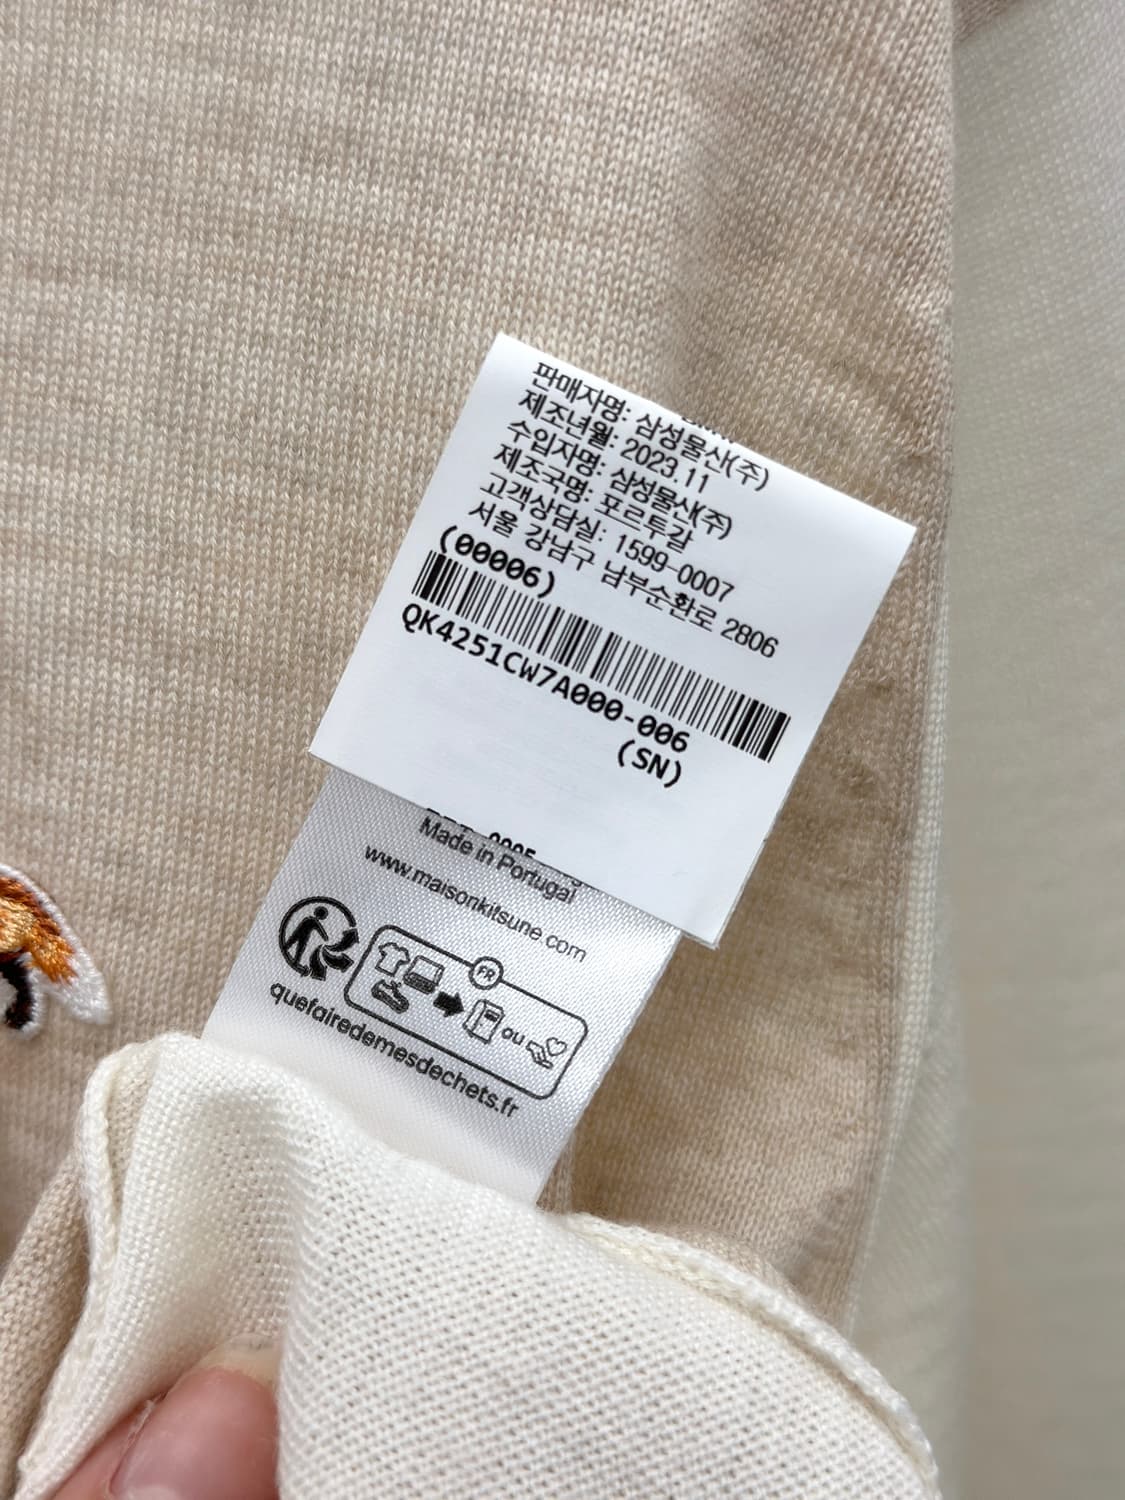 판매자명: 삼성물산(주)
제조년월: 2023.11
수입자명: 삼성물산(주)
제조국명: 포르투갈
고객상담실: 1599-0007
서울 강남구 남부순환로 2806
(00006)
QK4251CW7A000-006
(SN)
Made in Portugal
www.maisonkitsune.com
FR
ou
quefairedemesdechets.fr